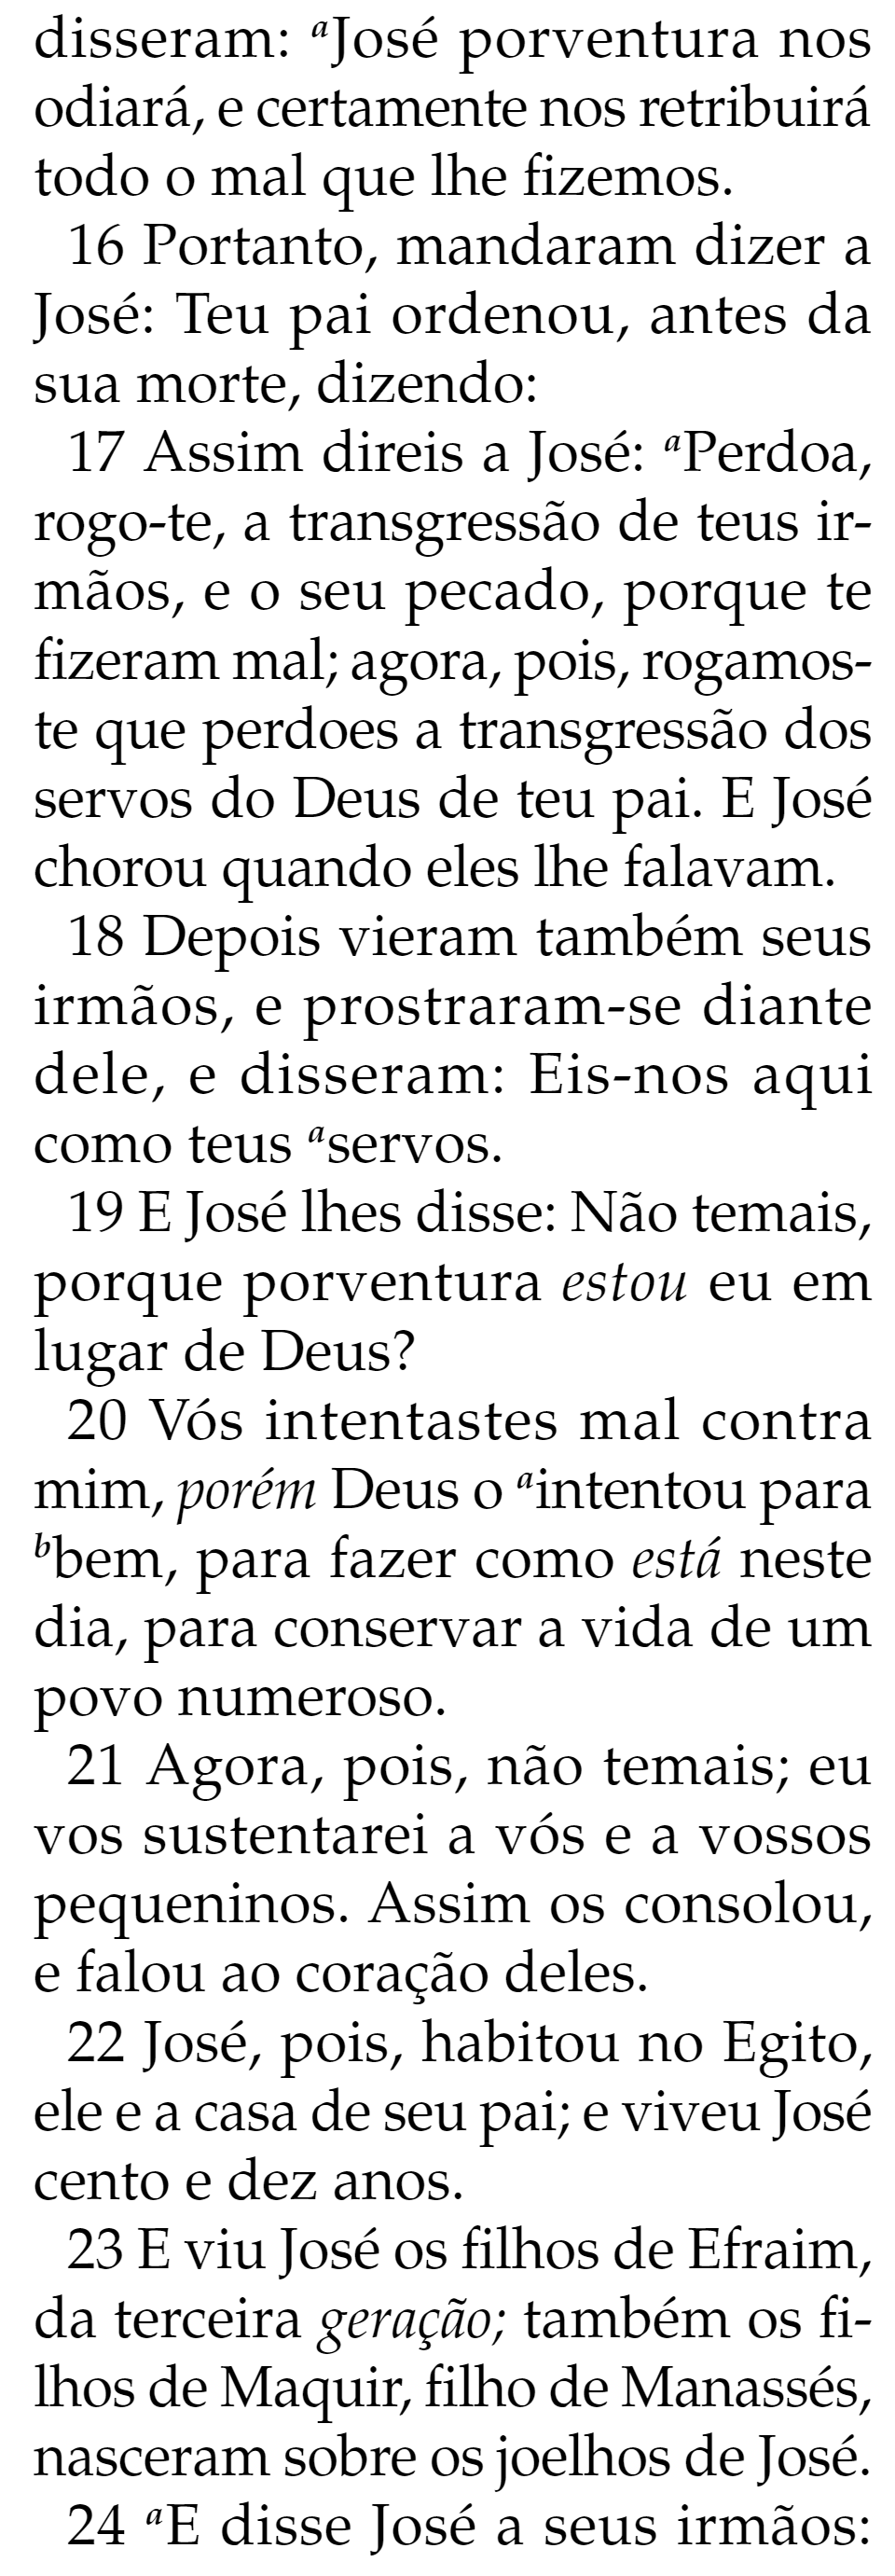 disseram: ᵃJosé porventura nos
odiará, e certamente nos retribuirá
todo o mal que lhe fizemos.
16 Portanto, mandaram dizer a
José: Teu pai ordenou, antes da
sua morte, dizendo:
17 Assim direis a José: ᵃPerdoa,
rogo-te, a transgressão de teus ir-
mãos, e o seu pecado, porque te
fizeram mal; agora, pois, rogamos-
te que perdoes a transgressão dos
servos do Deus de teu pai. E José
chorou quando eles lhe falavam.
18 Depois vieram também seus
irmãos, e prostraram-se diante
dele, e disseram: Eis-nos aqui
como teus ᵃservos.
19 E José lhes disse: Não temais,
porque porventura estou eu em
lugar de Deus?
20 Vós intentastes mal contra
mim, porém Deus o ᵃintentou para
ᵇbem, para fazer como está neste
dia, para conservar a vida de um
povo numeroso.
21 Agora, pois, não temais; eu
vos sustentarei a vós e a vossos
pequeninos. Assim os consolou,
e falou ao coração deles.
22 José, pois, habitou no Egito,
ele e a casa de seu pai; e viveu José
cento e dez anos.
23 E viu José os filhos de Efraim,
da terceira geração; também os fi-
lhos de Maquir, filho de Manassés,
nasceram sobre os joelhos de José.
24 ᵃE disse José a seus irmãos: